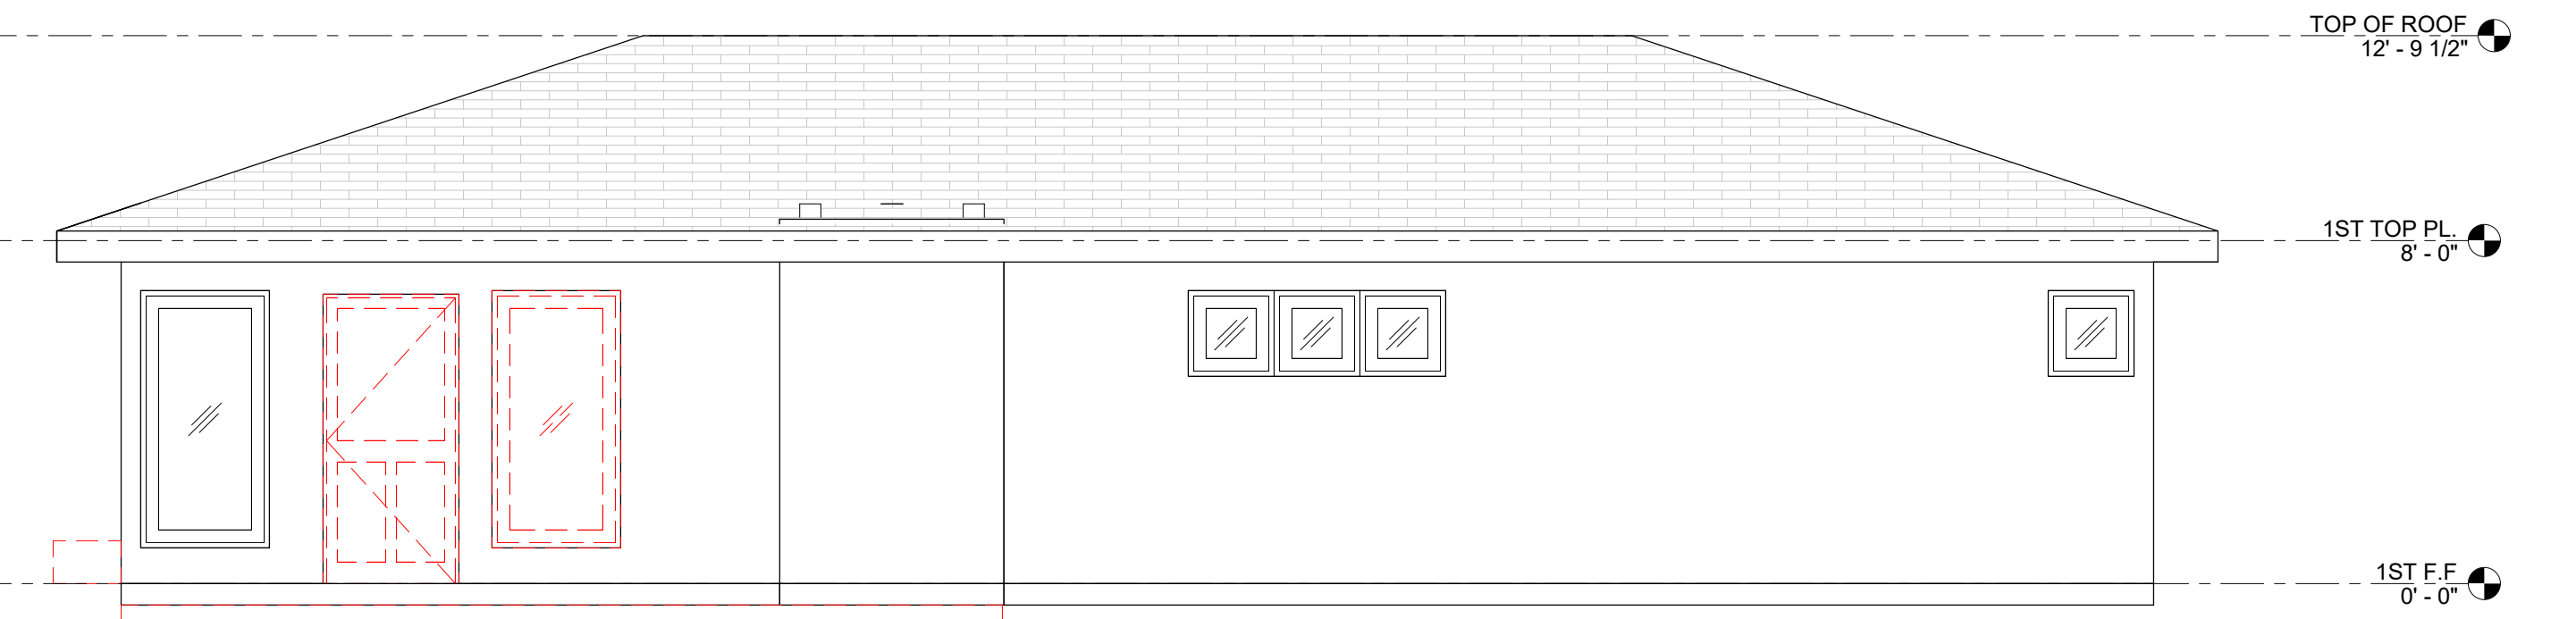 TOP OF ROOF
12' - 9 1/2"
1ST TOP PL.
8' - 0"
1ST F.F
0' - 0"